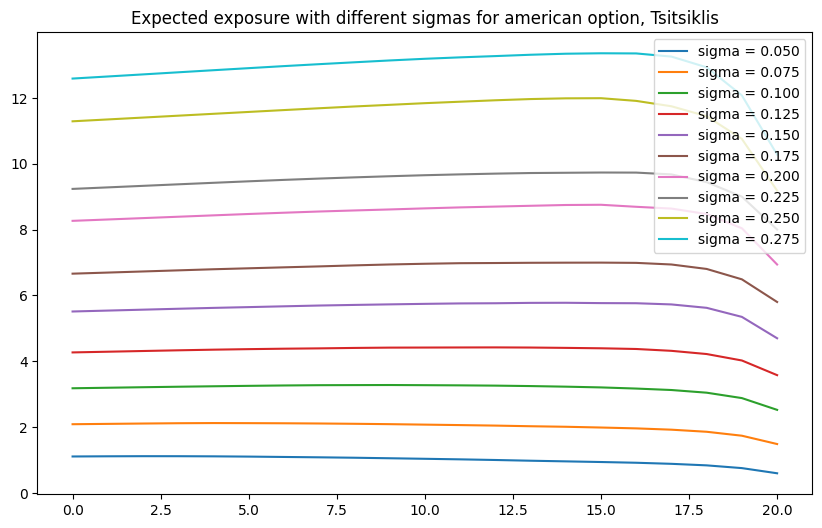 Expected exposure with different sigmas for american option, Tsitsiklis
sigma = 0.050
sigma = 0.075
sigma = 0.100
sigma = 0.125
sigma = 0.150
sigma = 0.175
sigma = 0.200
sigma = 0.225
sigma = 0.250
sigma = 0.275
12
10
8
6
4
2
0
0.0 2.5 5.0 7.5 10.0 12.5 15.0 17.5 20.0